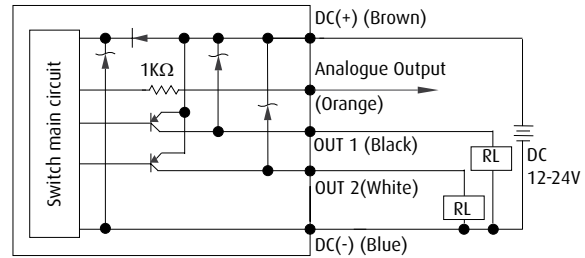 DC(+) (Brown)
1KΩ
Analogue Output
(Orange)
Switch main circuit
OUT 1 (Black)
RL
DC
12-24V
OUT 2(White)
RL
DC(-) (Blue)